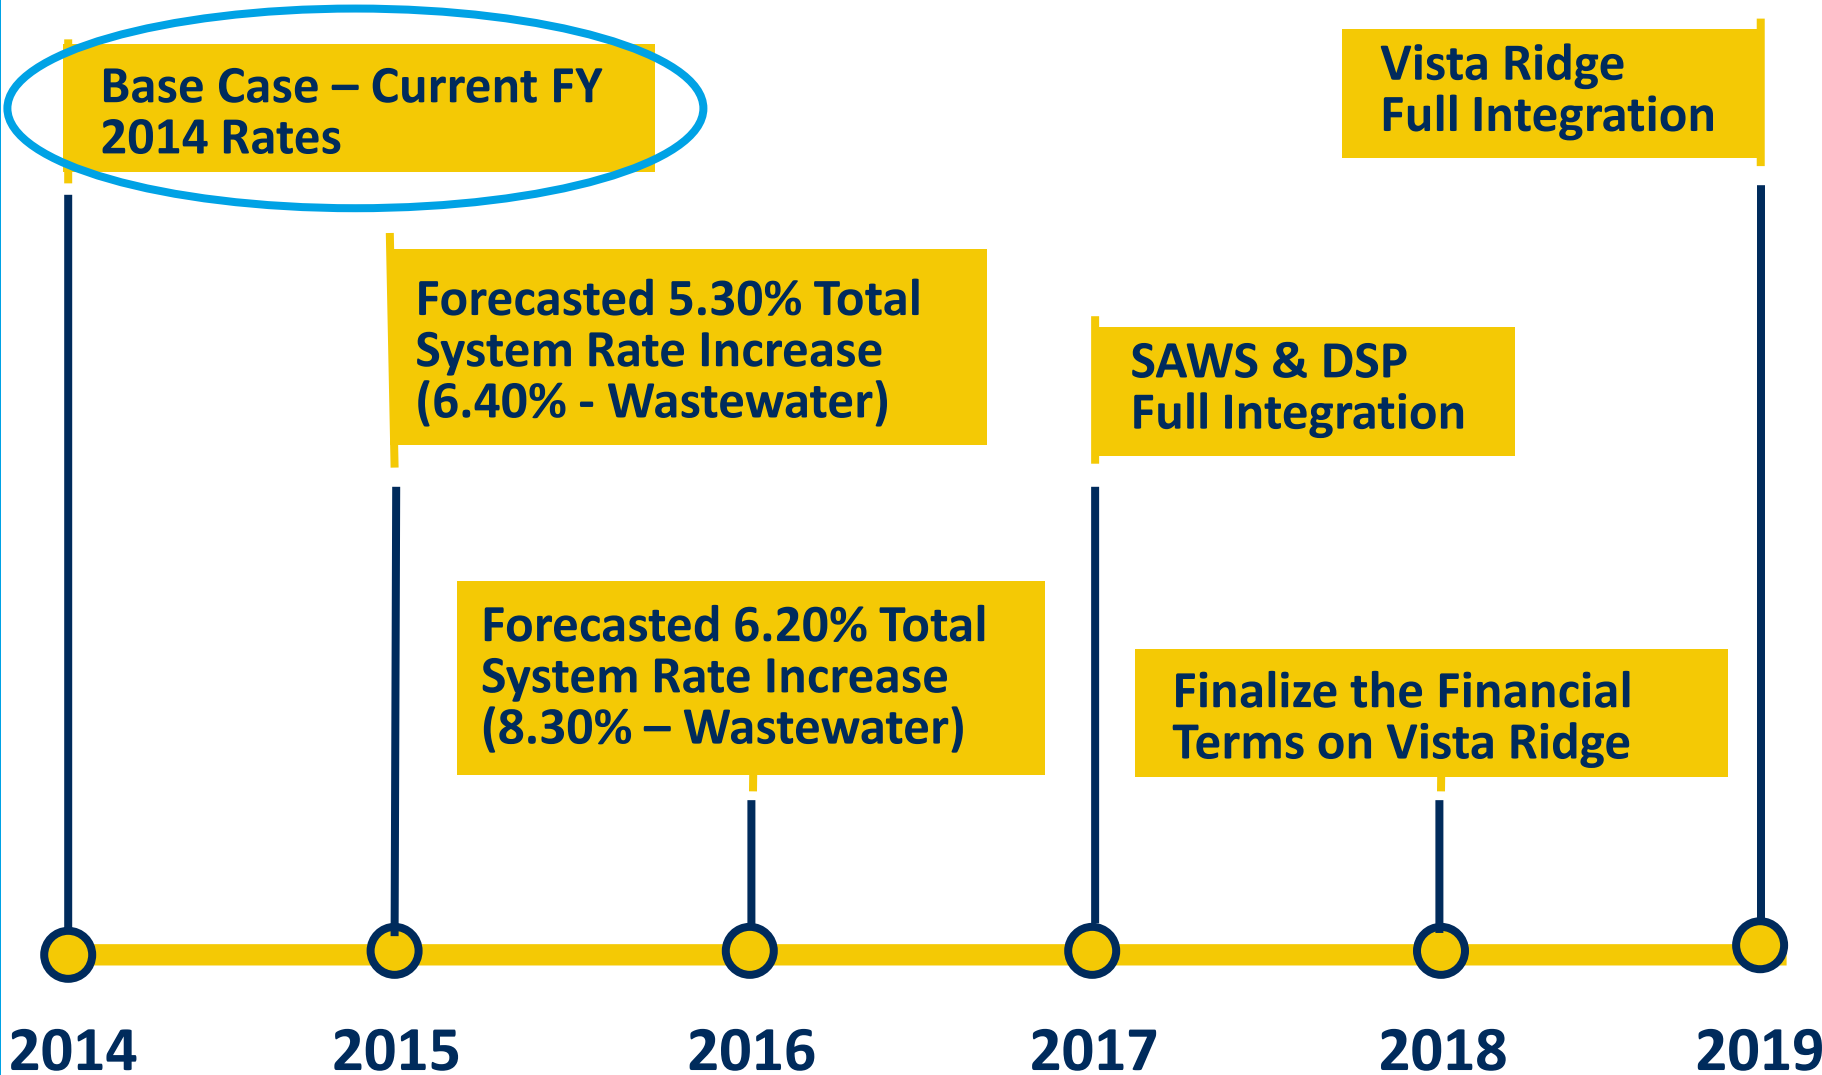 Base Case – Current FY
2014 Rates
Vista Ridge
Full Integration
Forecasted 5.30% Total
System Rate Increase
(6.40% - Wastewater)
SAWS & DSP
Full Integration
Forecasted 6.20% Total
System Rate Increase
(8.30% – Wastewater)
Finalize the Financial
Terms on Vista Ridge
2014
2015
2016
2017
2018
2019